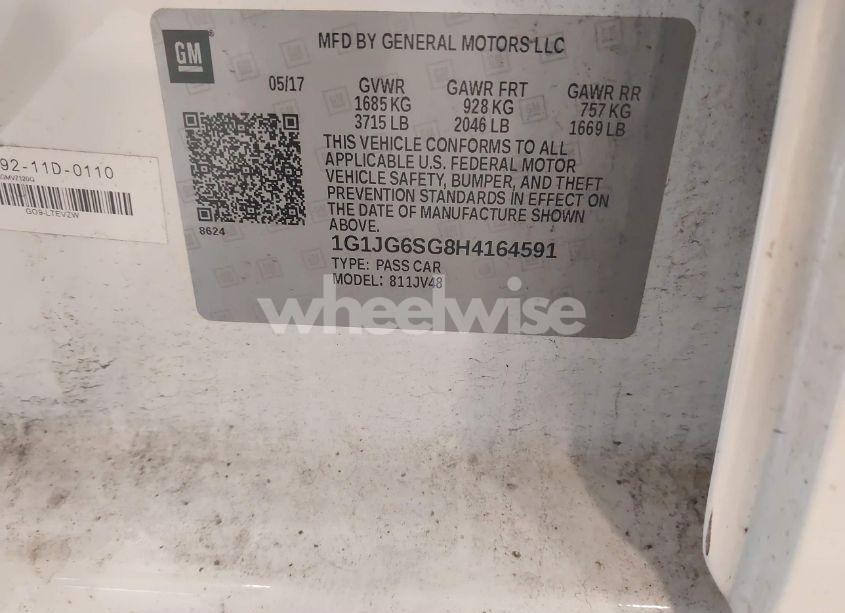 GM
MFD BY GENERAL MOTORS LLC
05/17
GVWR
1685 KG
3715 LB
GAWR FRT
928 KG
2046 LB
GAWR RR
757 KG
1669 LB
THIS VEHICLE CONFORMS TO ALL
APPLICABLE U.S. FEDERAL MOTOR
VEHICLE SAFETY, BUMPER, AND THEFT
PREVENTION STANDARDS IN EFFECT ON
THE DATE OF MANUFACTURE SHOWN
ABOVE.
8624
1G1JG6SG8H4164591
TYPE: PASS CAR
MODEL: 811JV48
92-11D-0110
GO9-LTEVZW
wheelwise